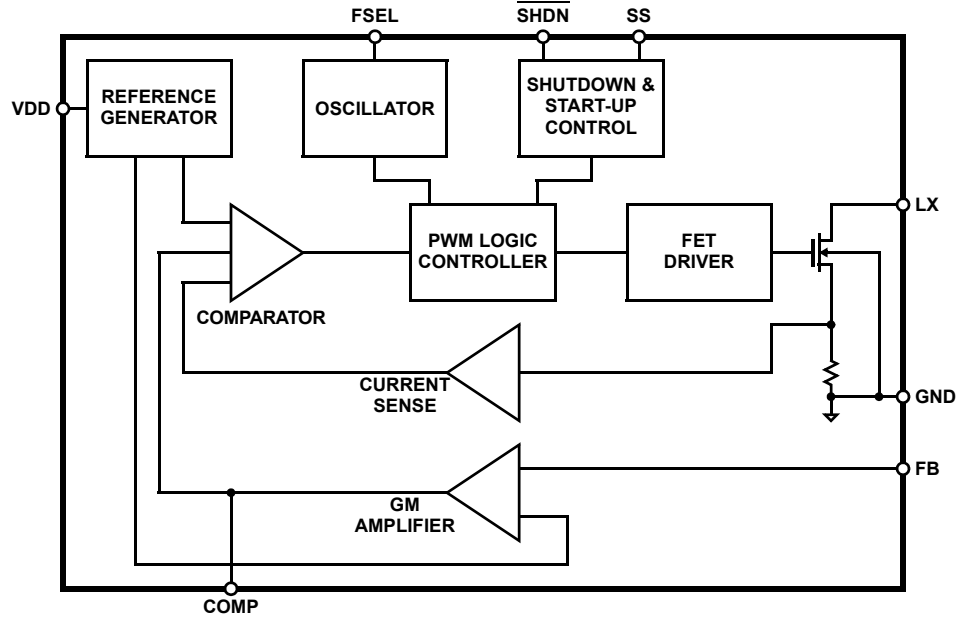 FSEL
SHDN
SS
VDD
REFERENCE
GENERATOR
OSCILLATOR
SHUTDOWN &
START-UP
CONTROL
LX
PWM LOGIC
CONTROLLER
FET
DRIVER
COMPARATOR
CURRENT
SENSE
GND
FB
GM
AMPLIFIER
COMP